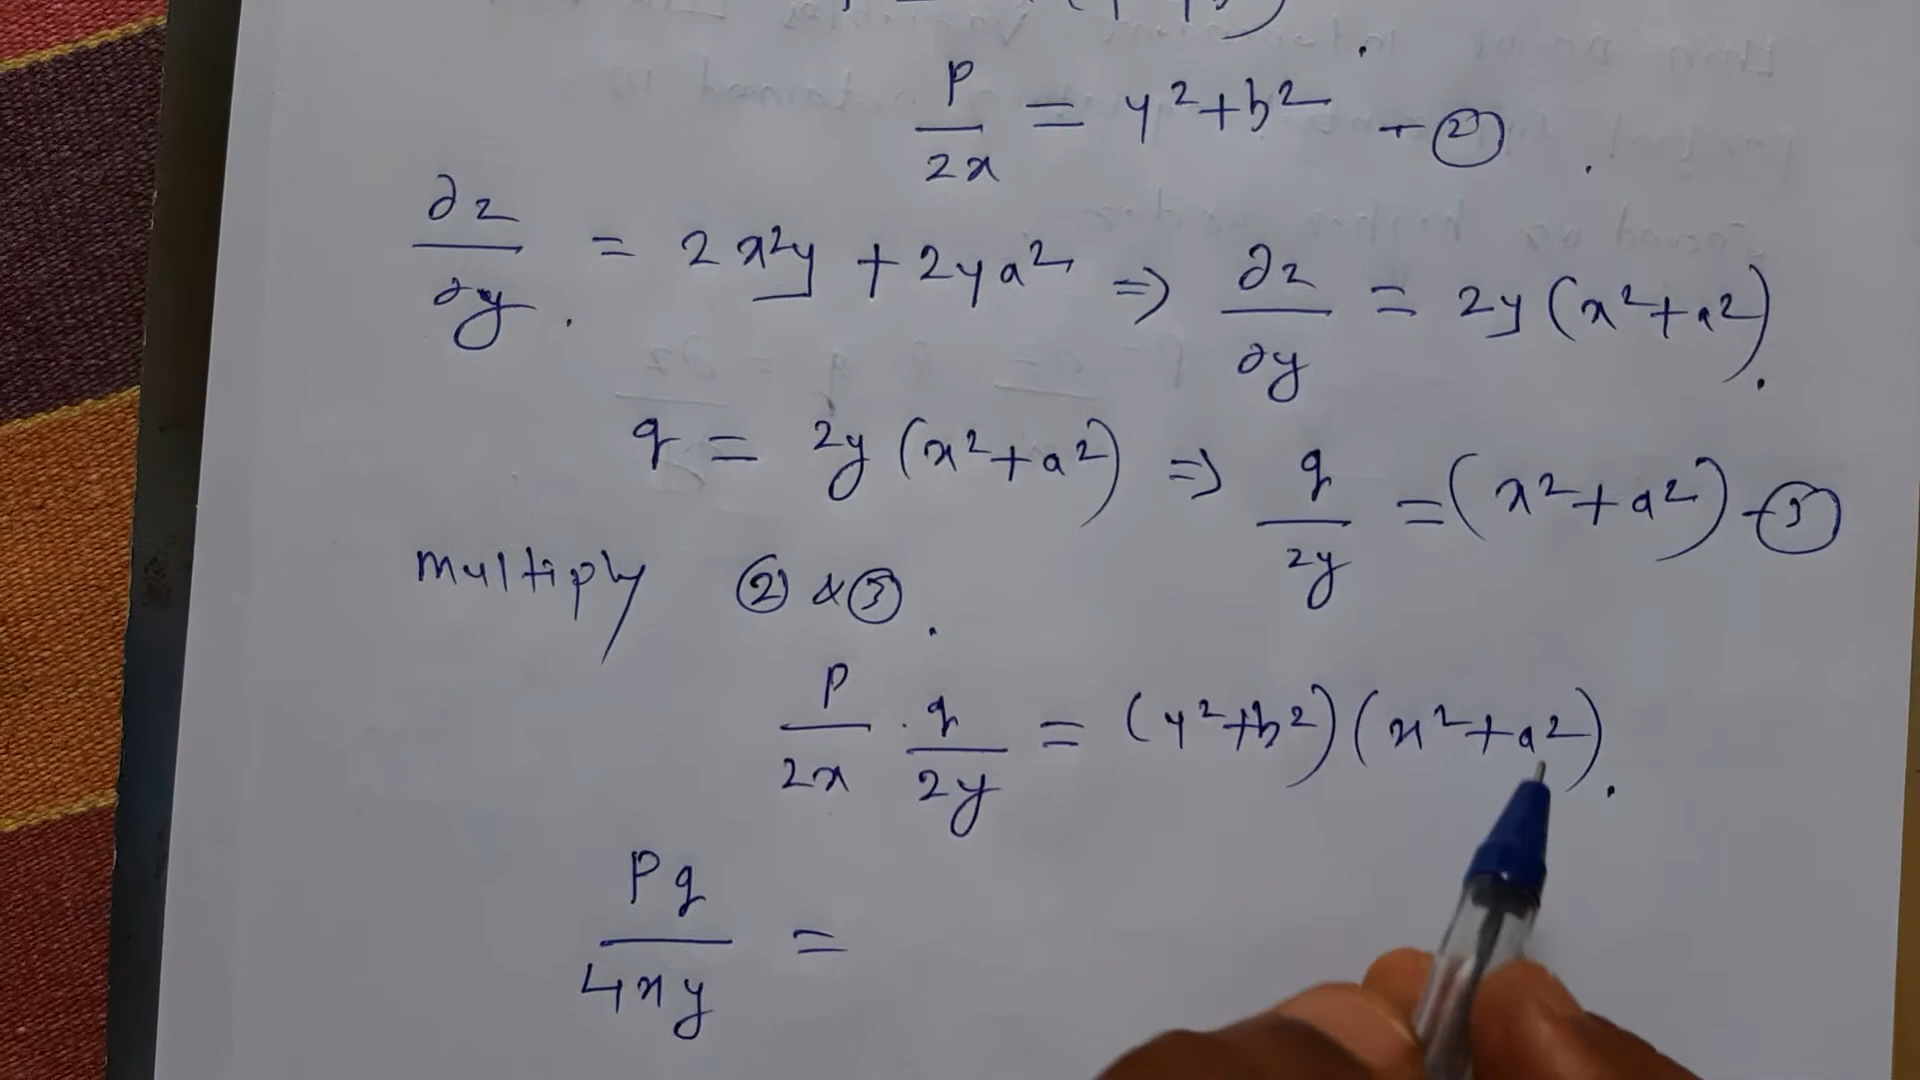 p/2x = y²+b² – ②
∂z/∂y = 2x²y + 2ya² ⇒ ∂z/∂y = 2y(x²+a²).
q = 2y(x²+a²) ⇒ q/2y = (x²+a²) – ③
multiply ② & ③.
p/2x . q/2y = (y²+b²)(x²+a²).
Pq/4xy =